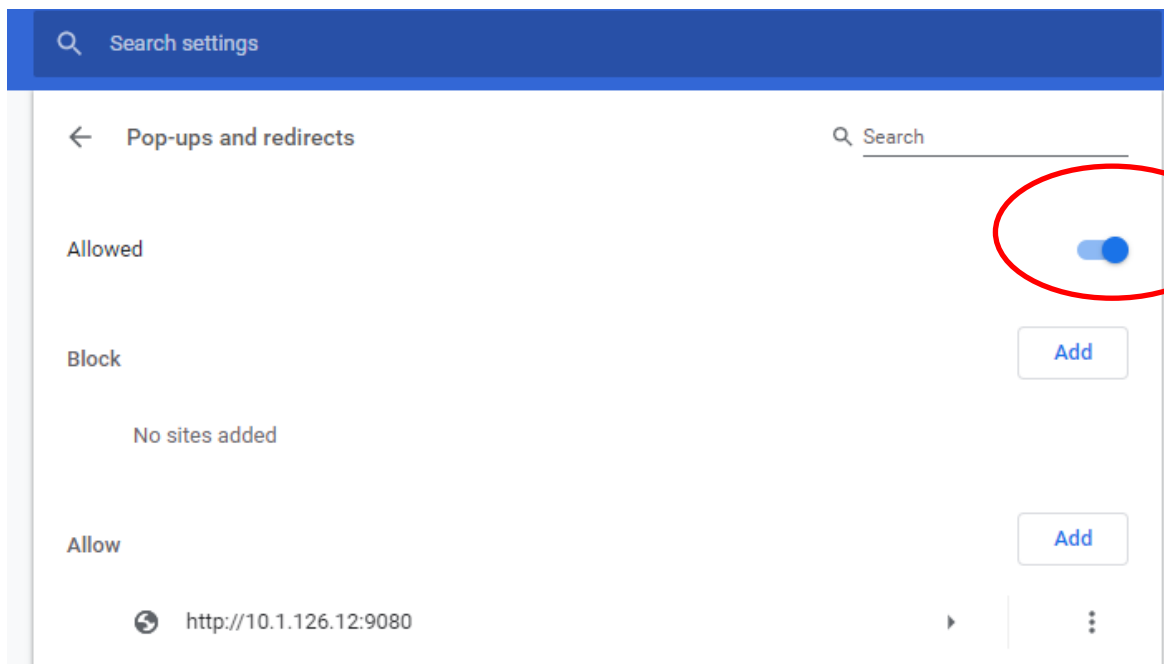 Search settings
Pop-ups and redirects
Search
Allowed
Block
Add
No sites added
Allow
Add
http://10.1.126.12:9080